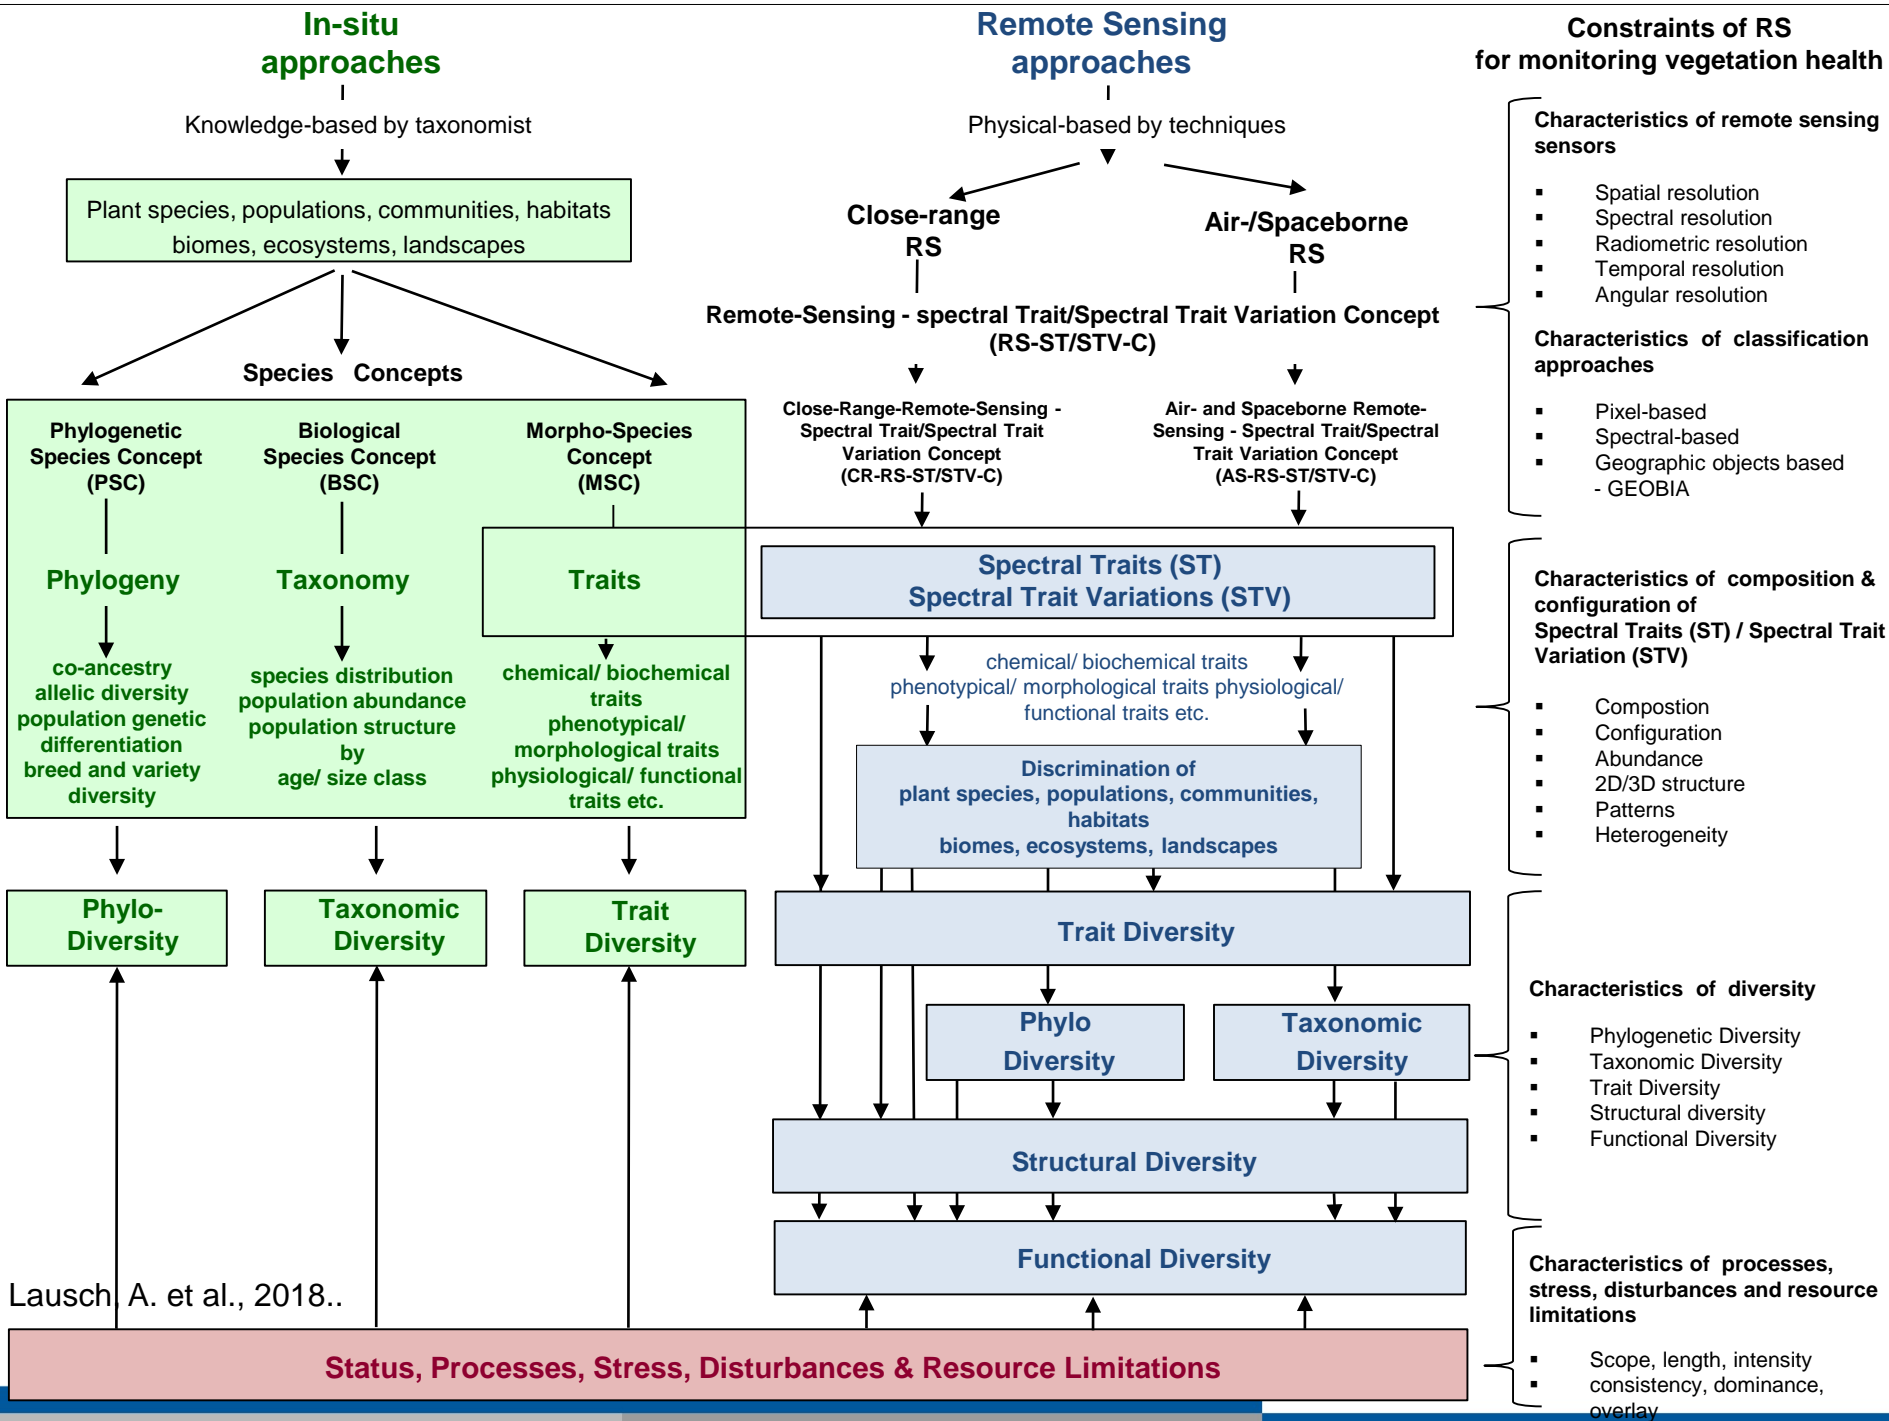 In-situ
approaches
Knowledge-based by taxonomist
Plant species, populations, communities, habitats
biomes, ecosystems, landscapes
Species Concepts
Phylogenetic
Species Concept
(PSC)
Biological
Species Concept
(BSC)
Morpho-Species
Concept
(MSC)
Phylogeny
Taxonomy
Traits
co-ancestry
allelic diversity
population genetic
differentiation
breed and variety
diversity
species distribution
population abundance
population structure
by
age/ size class
chemical/ biochemical
traits
phenotypical/
morphological traits
physiological/ functional
traits etc.
Phylo-
Diversity
Taxonomic
Diversity
Trait
Diversity
Remote Sensing
approaches
Physical-based by techniques
Close-range
RS
Air-/Spaceborne
RS
Remote-Sensing - spectral Trait/Spectral Trait Variation Concept
(RS-ST/STV-C)
Close-Range-Remote-Sensing -
Spectral Trait/Spectral Trait
Variation Concept
(CR-RS-ST/STV-C)
Air- and Spaceborne Remote-
Sensing - Spectral Trait/Spectral
Trait Variation Concept
(AS-RS-ST/STV-C)
Spectral Traits (ST)
Spectral Trait Variations (STV)
chemical/ biochemical traits
phenotypical/ morphological traits physiological/
functional traits etc.
Discrimination of
plant species, populations, communities,
habitats
biomes, ecosystems, landscapes
Trait Diversity
Phylo
Diversity
Taxonomic
Diversity
Structural Diversity
Functional Diversity
Lausch, A. et al., 2018..
Status, Processes, Stress, Disturbances & Resource Limitations
Constraints of RS
for monitoring vegetation health
Characteristics of remote sensing
sensors
▪ Spatial resolution
▪ Spectral resolution
▪ Radiometric resolution
▪ Temporal resolution
▪ Angular resolution
Characteristics of classification
approaches
▪ Pixel-based
▪ Spectral-based
▪ Geographic objects based
- GEOBIA
Characteristics of composition &
configuration of
Spectral Traits (ST) / Spectral Trait
Variation (STV)
▪ Compostion
▪ Configuration
▪ Abundance
▪ 2D/3D structure
▪ Patterns
▪ Heterogeneity
Characteristics of diversity
▪ Phylogenetic Diversity
▪ Taxonomic Diversity
▪ Trait Diversity
▪ Structural diversity
▪ Functional Diversity
Characteristics of processes,
stress, disturbances and resource
limitations
▪ Scope, length, intensity
▪ consistency, dominance,
overlay